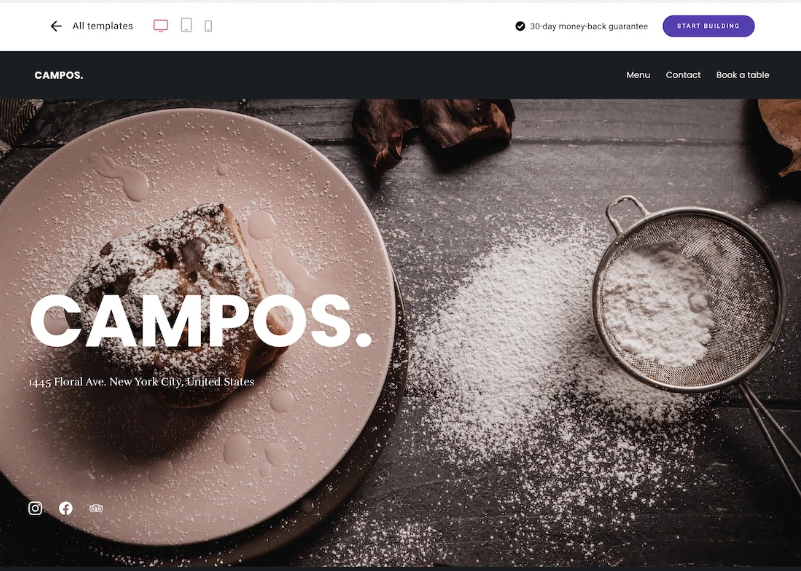 All templates
30-day money-back guarantee
START BUILDING
CAMPOS.
Menu
Contact
Book a table
CAMPOS.
1445 Floral Ave. New York City, United States